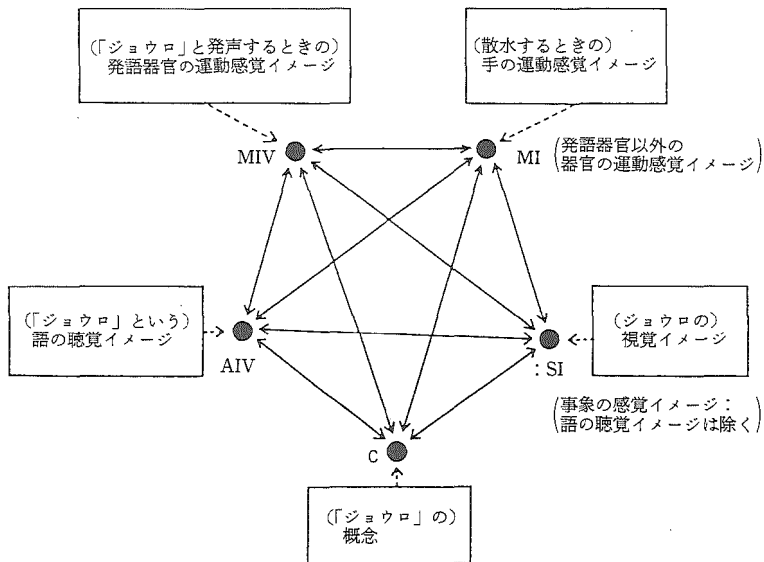 (「ジョウロ」と発声するときの)
発語器官の運動感覚イメージ
(散水するときの)
手の運動感覚イメージ
MIV
MI
(発語器官以外の
器官の運動感覚イメージ)
(「ジョウロ」という)
語の聴覚イメージ
AIV
(ジョウロの)
視覚イメージ
:SI
(事象の感覚イメージ:
語の聴覚イメージは除く)
C
(「ジョウロ」の)
概念